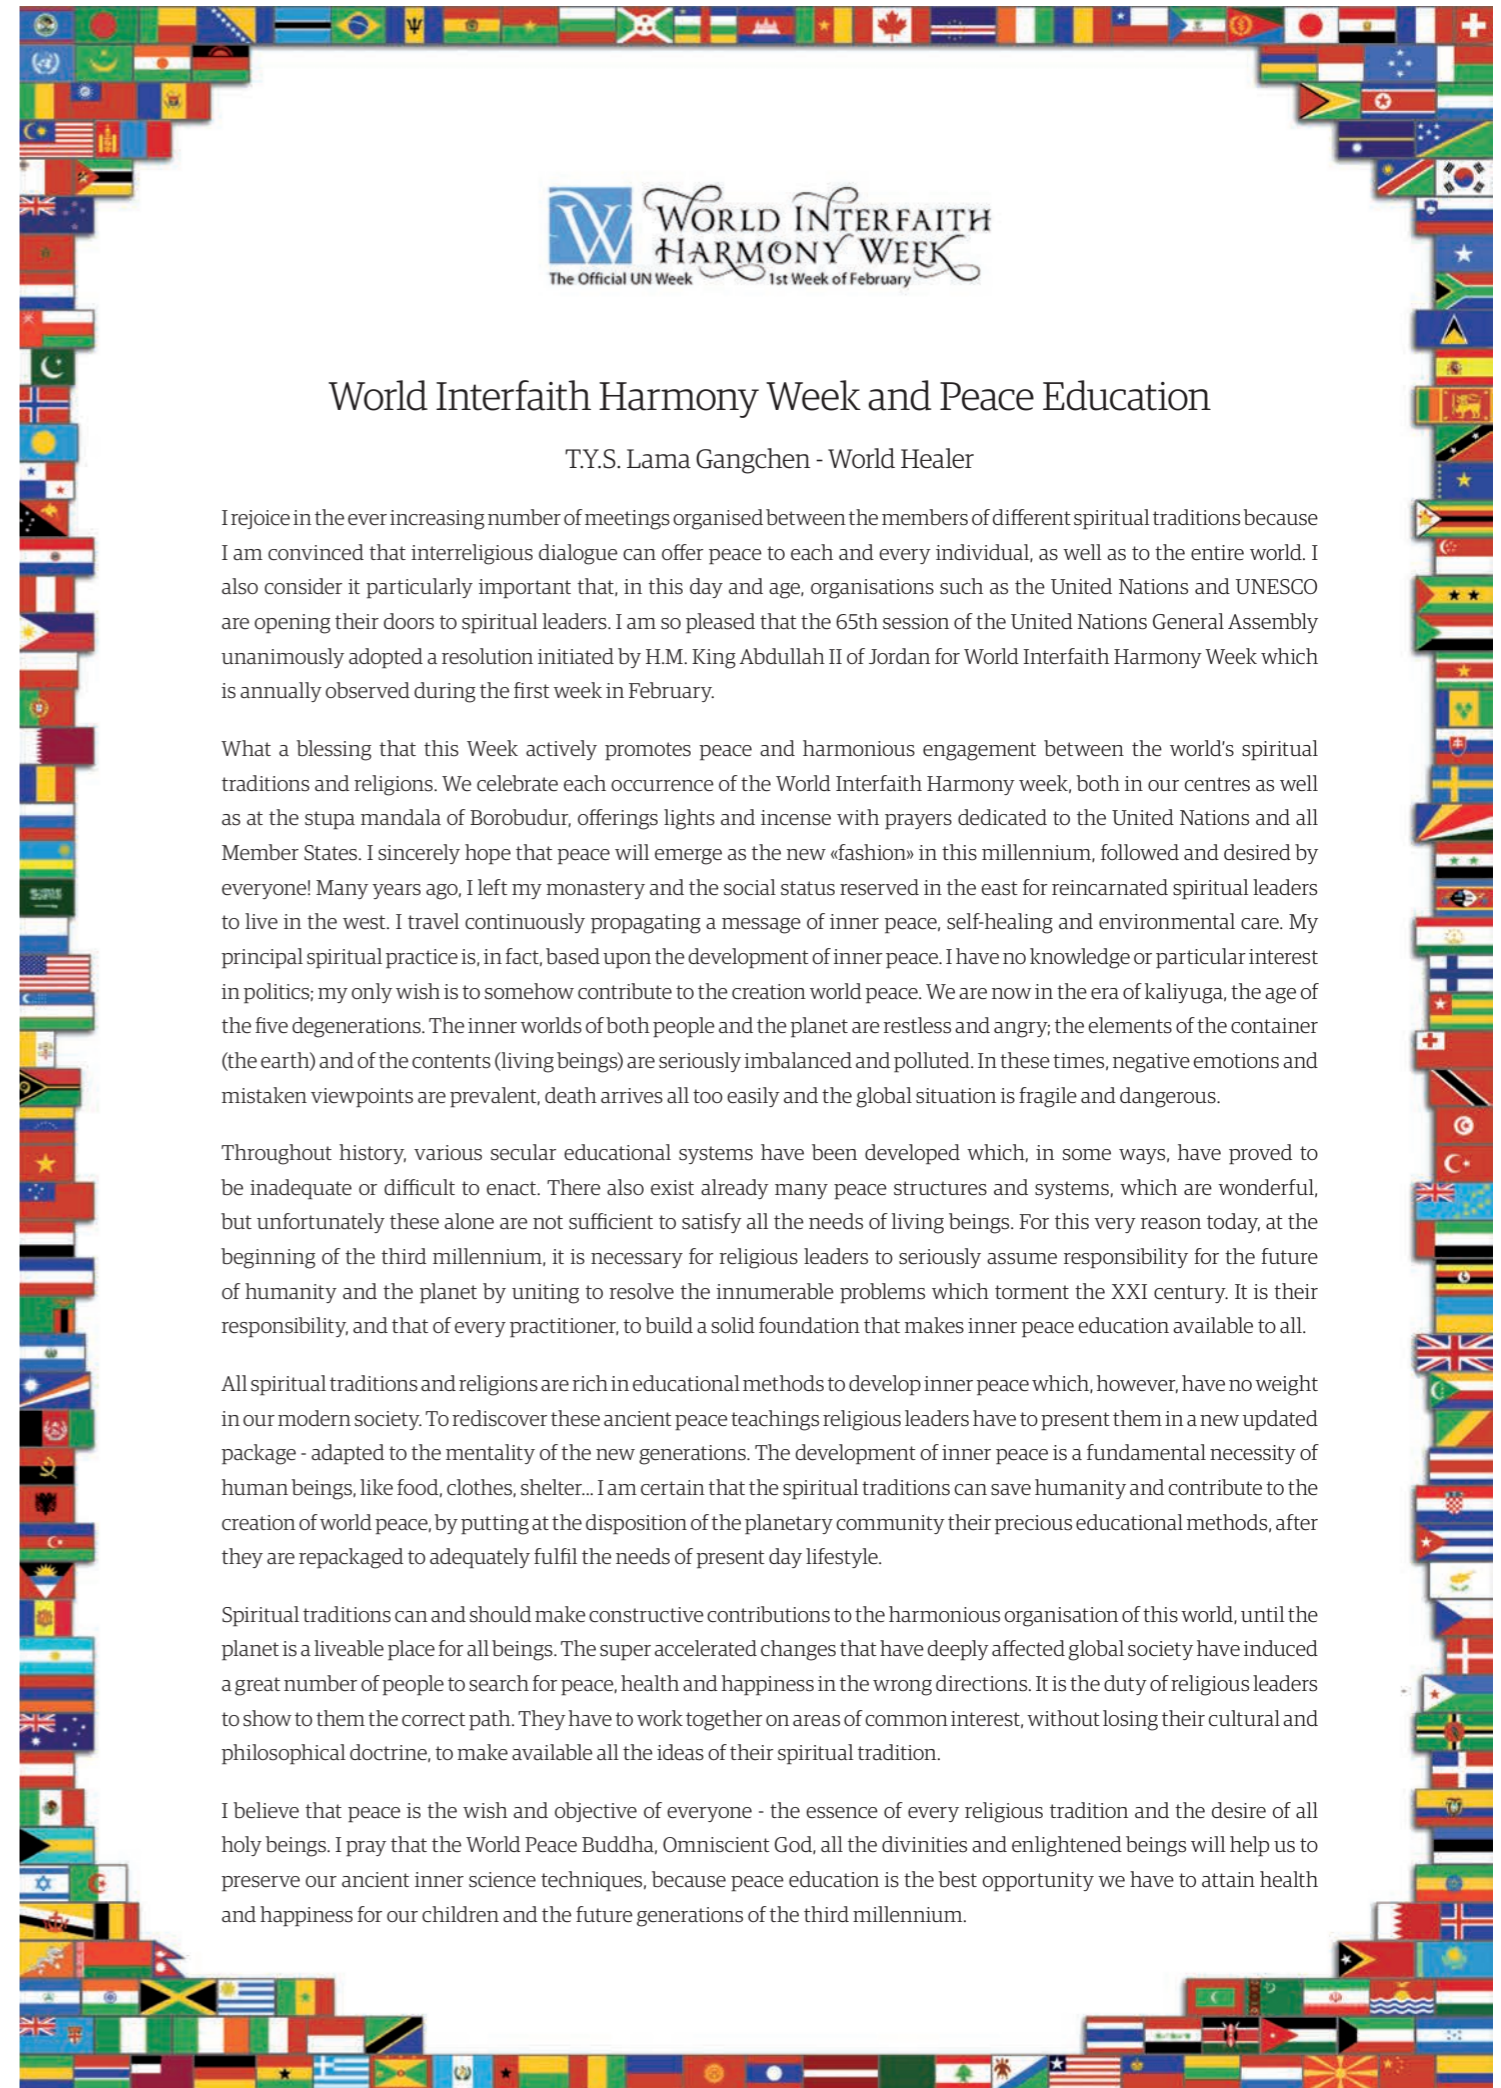 WORLD INTERFAITH
HARMONY WEEK
The Official UN Week 1st Week of February
World Interfaith Harmony Week and Peace Education
T.Y.S. Lama Gangchen - World Healer
I rejoice in the ever increasing number of meetings organised between the members of different spiritual traditions because
I am convinced that interreligious dialogue can offer peace to each and every individual, as well as to the entire world. I
also consider it particularly important that, in this day and age, organisations such as the United Nations and UNESCO
are opening their doors to spiritual leaders. I am so pleased that the 65th session of the United Nations General Assembly
unanimously adopted a resolution initiated by H.M. King Abdullah II of Jordan for World Interfaith Harmony Week which
is annually observed during the first week in February.
What a blessing that this Week actively promotes peace and harmonious engagement between the world's spiritual
traditions and religions. We celebrate each occurrence of the World Interfaith Harmony week, both in our centres as well
as at the stupa mandala of Borobudur, offerings lights and incense with prayers dedicated to the United Nations and all
Member States. I sincerely hope that peace will emerge as the new «fashion» in this millennium, followed and desired by
everyone! Many years ago, I left my monastery and the social status reserved in the east for reincarnated spiritual leaders
to live in the west. I travel continuously propagating a message of inner peace, self-healing and environmental care. My
principal spiritual practice is, in fact, based upon the development of inner peace. I have no knowledge or particular interest
in politics; my only wish is to somehow contribute to the creation world peace. We are now in the era of kaliyuga, the age of
the five degenerations. The inner worlds of both people and the planet are restless and angry; the elements of the container
(the earth) and of the contents (living beings) are seriously imbalanced and polluted. In these times, negative emotions and
mistaken viewpoints are prevalent, death arrives all too easily and the global situation is fragile and dangerous.
Throughout history, various secular educational systems have been developed which, in some ways, have proved to
be inadequate or difficult to enact. There also exist already many peace structures and systems, which are wonderful,
but unfortunately these alone are not sufficient to satisfy all the needs of living beings. For this very reason today, at the
beginning of the third millennium, it is necessary for religious leaders to seriously assume responsibility for the future
of humanity and the planet by uniting to resolve the innumerable problems which torment the XXI century. It is their
responsibility, and that of every practitioner, to build a solid foundation that makes inner peace education available to all.
All spiritual traditions and religions are rich in educational methods to develop inner peace which, however, have no weight
in our modern society. To rediscover these ancient peace teachings religious leaders have to present them in a new updated
package - adapted to the mentality of the new generations. The development of inner peace is a fundamental necessity of
human beings, like food, clothes, shelter... I am certain that the spiritual traditions can save humanity and contribute to the
creation of world peace, by putting at the disposition of the planetary community their precious educational methods, after
they are repackaged to adequately fulfil the needs of present day lifestyle.
Spiritual traditions can and should make constructive contributions to the harmonious organisation of this world, until the
planet is a liveable place for all beings. The super accelerated changes that have deeply affected global society have induced
a great number of people to search for peace, health and happiness in the wrong directions. It is the duty of religious leaders
to show to them the correct path. They have to work together on areas of common interest, without losing their cultural and
philosophical doctrine, to make available all the ideas of their spiritual tradition.
I believe that peace is the wish and objective of everyone - the essence of every religious tradition and the desire of all
holy beings. I pray that the World Peace Buddha, Omniscient God, all the divinities and enlightened beings will help us to
preserve our ancient inner science techniques, because peace education is the best opportunity we have to attain health
and happiness for our children and the future generations of the third millennium.